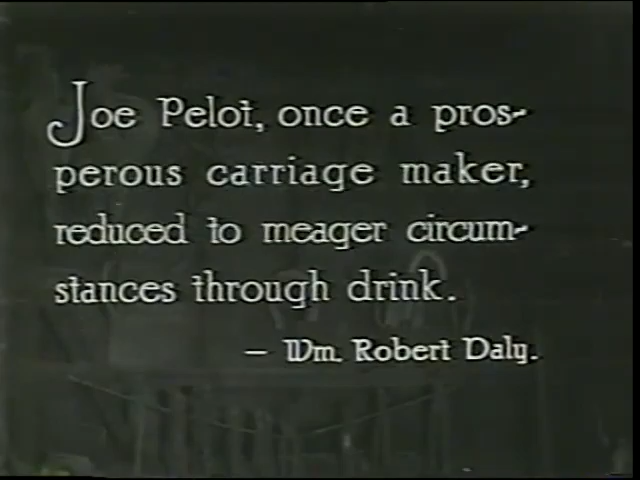 Joe Pelot, once a pros-
perous carriage maker,
reduced to meager circum-
stances through drink.
— Wm. Robert Daly.